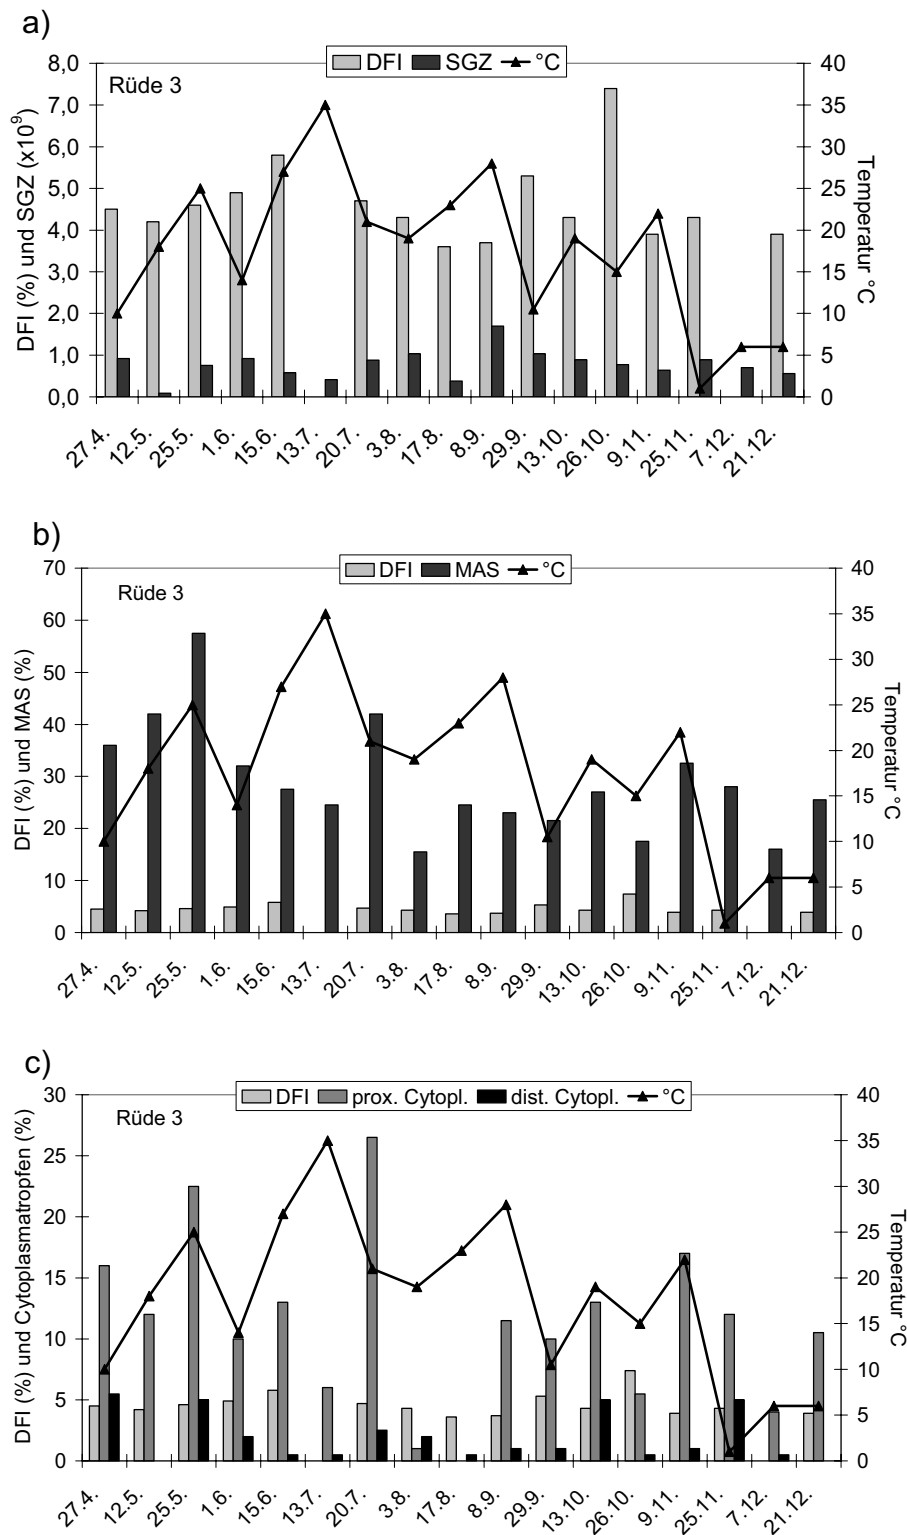 a)
DFI SGZ °C
Rüde 3
DFI (%) und SGZ (x10⁹)
8,0
7,0
6,0
5,0
4,0
3,0
2,0
1,0
0,0
40
35
30
25
20
15
10
5
0
Temperatur °C
27.4. 12.5. 25.5. 1.6. 15.6. 13.7. 20.7. 3.8. 17.8. 8.9. 29.9. 13.10. 26.10. 9.11. 25.11. 7.12. 21.12.
b)
DFI MAS °C
Rüde 3
DFI (%) und MAS (%)
70
60
50
40
30
20
10
0
40
35
30
25
20
15
10
5
0
Temperatur °C
27.4. 12.5. 25.5. 1.6. 15.6. 13.7. 20.7. 3.8. 17.8. 8.9. 29.9. 13.10. 26.10. 9.11. 25.11. 7.12. 21.12.
c)
DFI prox. Cytopl. dist. Cytopl. °C
Rüde 3
DFI (%) und Cytoplasmatropfen (%)
30
25
20
15
10
5
0
40
35
30
25
20
15
10
5
0
Temperatur °C
27.4. 12.5. 25.5. 1.6. 15.6. 13.7. 20.7. 3.8. 17.8. 8.9. 29.9. 13.10. 26.10. 9.11. 25.11. 7.12. 21.12.